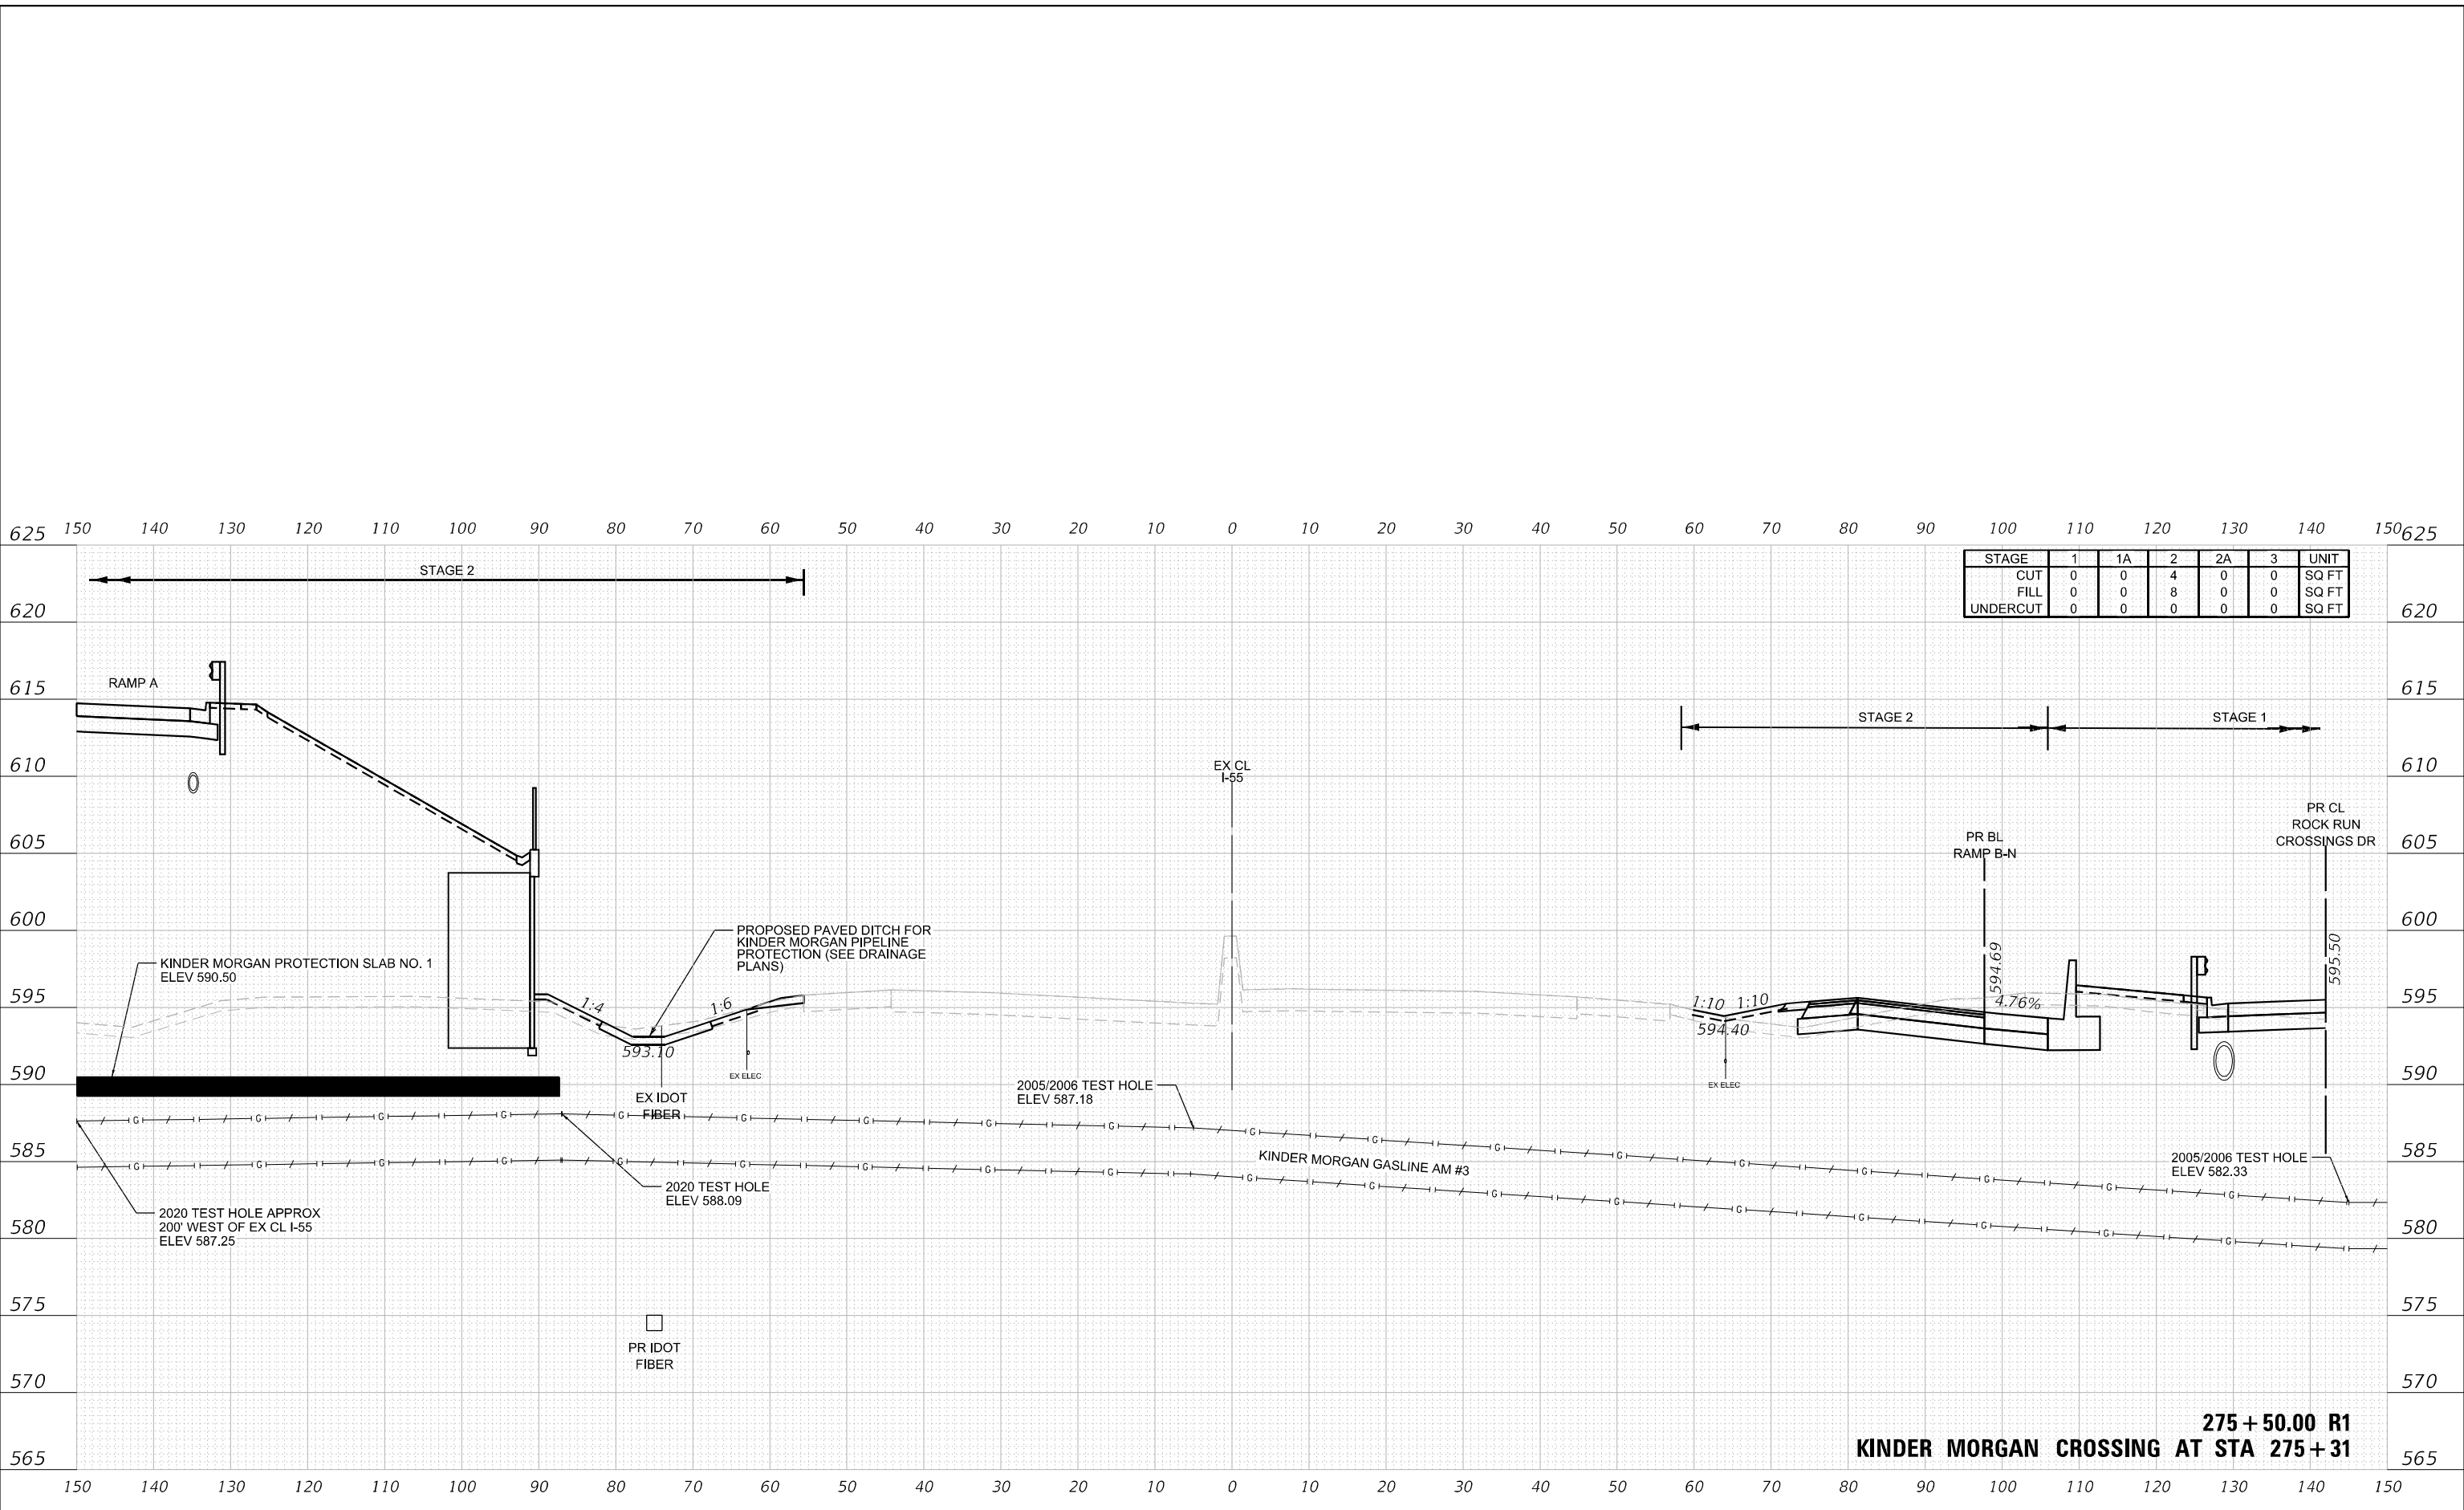 150 140 130 120 110 100 90 80 70 60 50 40 30 20 10 0 10 20 30 40 50 60 70 80 90 100 110 120 130 140 150
625 625
STAGE 2
STAGE 1 1A 2 2A 3 UNIT
CUT 0 0 4 0 0 SQ FT
FILL 0 0 8 0 0 SQ FT
UNDERCUT 0 0 0 0 0 SQ FT
620 620
RAMP A
615 615
STAGE 2
STAGE 1
610 610
EX CL
I-55
PR CL
ROCK RUN
CROSSINGS DR
PR BL
RAMP B-N
605 605
600 600
PROPOSED PAVED DITCH FOR
KINDER MORGAN PIPELINE
PROTECTION (SEE DRAINAGE
PLANS)
KINDER MORGAN PROTECTION SLAB NO. 1
ELEV 590.50
594.69
595.50
595 595
1:4
1:6
1:10
1:10
4.76%
593.10
594.40
EX ELEC
EX ELEC
590 590
EX IDOT
FIBER
2005/2006 TEST HOLE
ELEV 587.18
G G G G G G G G G G G G G G G G G G
585 585
KINDER MORGAN GASLINE AM #3
2005/2006 TEST HOLE
ELEV 582.33
G G G G G G G G G G G G G G G G G G
2020 TEST HOLE
ELEV 588.09
2020 TEST HOLE APPROX
200' WEST OF EX CL I-55
ELEV 587.25
580 580
575 575
PR IDOT
FIBER
570 570
275+50.00 R1
KINDER MORGAN CROSSING AT STA 275+31
565 565
150 140 130 120 110 100 90 80 70 60 50 40 30 20 10 0 10 20 30 40 50 60 70 80 90 100 110 120 130 140 150